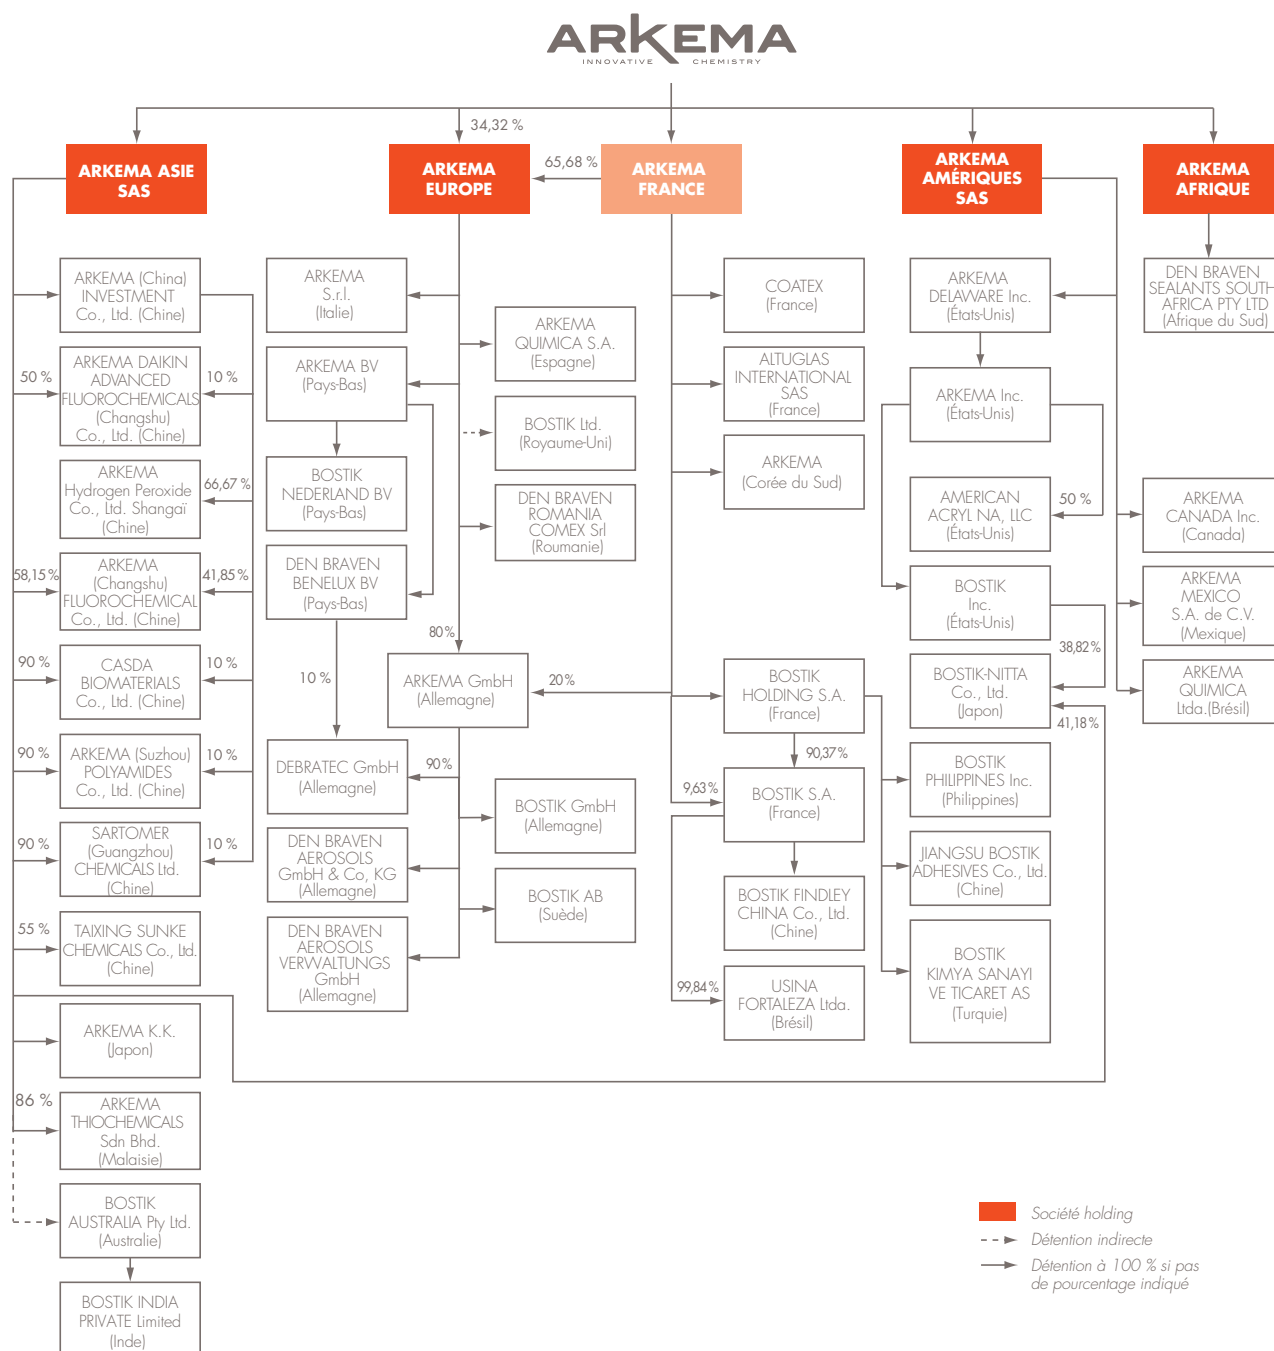 ARKEMA
INNOVATIVE CHEMISTRY
34,32 %
65,68 %
ARKEMA ASIE
SAS
ARKEMA
EUROPE
ARKEMA
FRANCE
ARKEMA
AMÉRIQUES
SAS
ARKEMA
AFRIQUE
ARKEMA (China)
INVESTMENT
Co., Ltd. (Chine)
50 %
ARKEMA DAIKIN
ADVANCED
FLUOROCHEMICALS
(Changshu)
Co., Ltd. (Chine)
10 %
ARKEMA
Hydrogen Peroxide
Co., Ltd. Shangaï
(Chine)
66,67 %
58,15%
ARKEMA
(Changshu)
FLUOROCHEMICAL
Co., Ltd. (Chine)
41,85 %
90 %
CASDA
BIOMATERIALS
Co., Ltd. (Chine)
10 %
90 %
ARKEMA (Suzhou)
POLYAMIDES
Co., Ltd. (Chine)
10 %
90 %
SARTOMER
(Guangzhou)
CHEMICALS Ltd.
(Chine)
10 %
55 %
TAIXING SUNKE
CHEMICALS Co., Ltd.
(Chine)
ARKEMA K.K.
(Japon)
86 %
ARKEMA
THIOCHEMICALS
Sdn Bhd.
(Malaisie)
BOSTIK
AUSTRALIA Pty Ltd.
(Australie)
BOSTIK INDIA
PRIVATE Limited
(Inde)
ARKEMA
S.r.l.
(Italie)
ARKEMA BV
(Pays-Bas)
BOSTIK
NEDERLAND BV
(Pays-Bas)
DEN BRAVEN
BENELUX BV
(Pays-Bas)
10 %
ARKEMA
QUIMICA S.A.
(Espagne)
BOSTIK Ltd.
(Royaume-Uni)
DEN BRAVEN
ROMANIA
COMEX Srl
(Roumanie)
80 %
ARKEMA GmbH
(Allemagne)
20%
DEBRATEC GmbH
(Allemagne)
90%
BOSTIK GmbH
(Allemagne)
DEN BRAVEN
AEROSOLS
GmbH & Co, KG
(Allemagne)
BOSTIK AB
(Suède)
DEN BRAVEN
AEROSOLS
VERWALTUNGS
GmbH
(Allemagne)
COATEX
(France)
ALTUGLAS
INTERNATIONAL
SAS
(France)
ARKEMA
(Corée du Sud)
BOSTIK
HOLDING S.A.
(France)
90,37%
9,63%
BOSTIK S.A.
(France)
BOSTIK FINDLEY
CHINA Co., Ltd.
(Chine)
99,84%
USINA
FORTALEZA Ltda.
(Brésil)
ARKEMA
DELAWARE Inc.
(États-Unis)
ARKEMA Inc.
(États-Unis)
AMERICAN
ACRYL NA, LLC
(États-Unis)
50 %
BOSTIK
Inc.
(États-Unis)
38,82%
BOSTIK-NITTA
Co., Ltd.
(Japon)
41,18%
BOSTIK
PHILIPPINES Inc.
(Philippines)
JIANGSU BOSTIK
ADHESIVES Co., Ltd.
(Chine)
BOSTIK
KIMYA SANAYI
VE TICARET AS
(Turquie)
DEN BRAVEN
SEALANTS SOUTH
AFRICA PTY LTD
(Afrique du Sud)
ARKEMA
CANADA Inc.
(Canada)
ARKEMA
MEXICO
S.A. de C.V.
(Mexique)
ARKEMA
QUIMICA
Ltda.(Brésil)
Société holding
Détention indirecte
Détention à 100 % si pas
de pourcentage indiqué